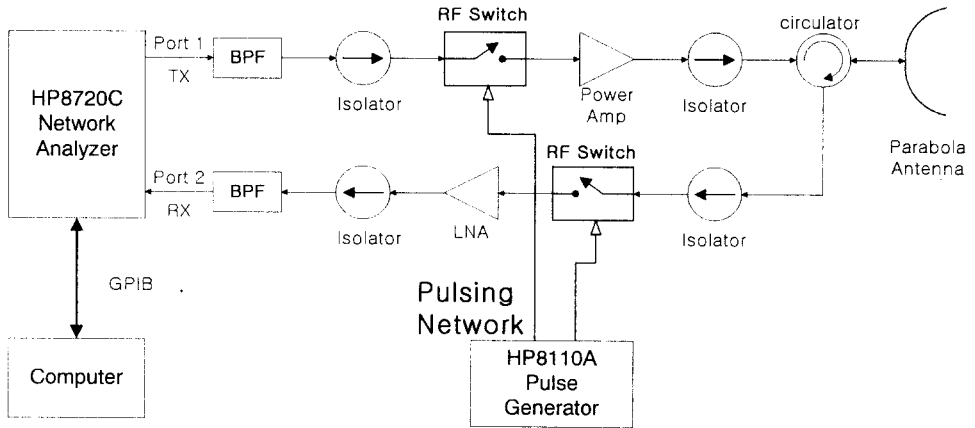 RF Switch
circulator
Port 1
TX
BPF
Isolator
Power
Amp
Isolator
HP8720C
Network
Analyzer
Parabola
Antenna
RF Switch
Port 2
RX
BPF
Isolator
LNA
Isolator
GPIB
Pulsing
Network
Computer
HP8110A
Pulse
Generator